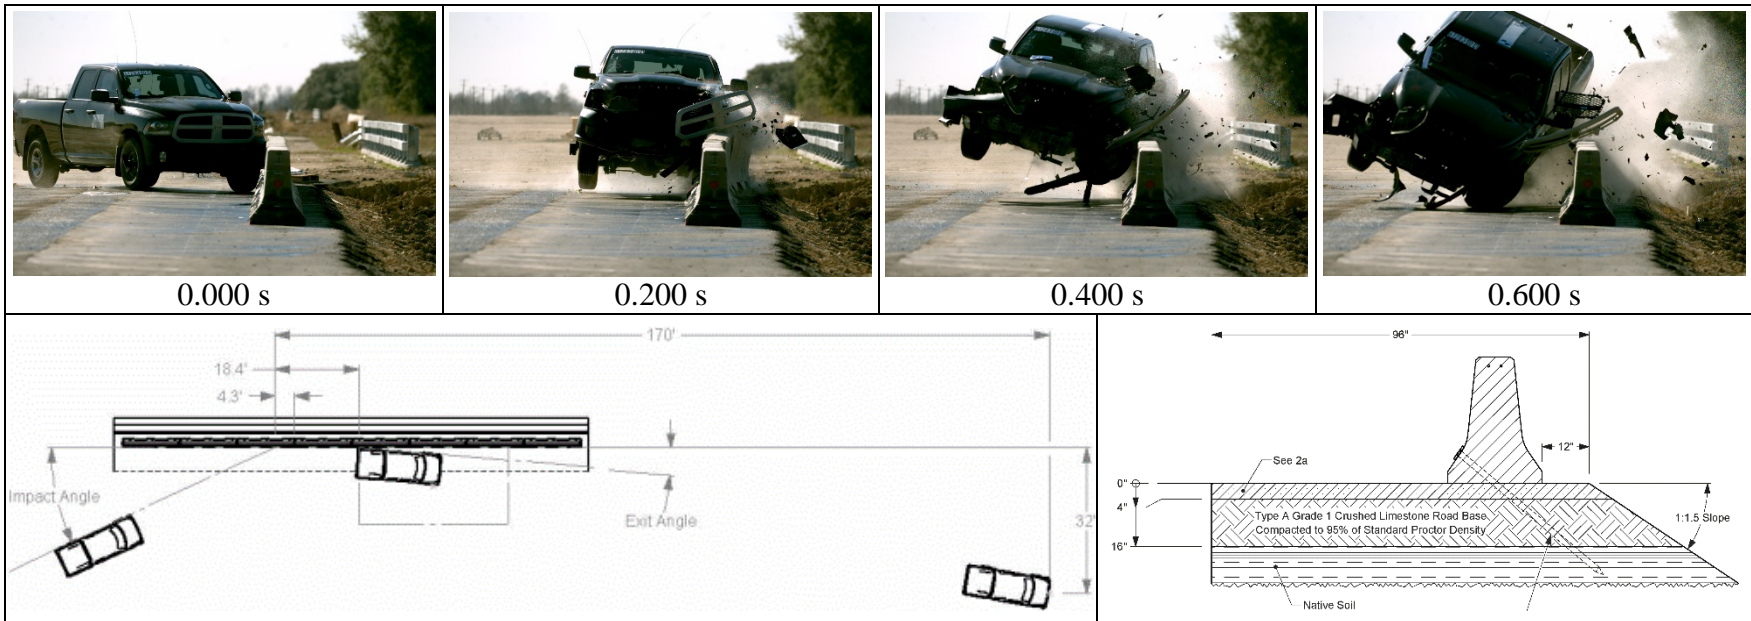 0.000 s
0.200 s
0.400 s
0.600 s
170'
18.4'
4.3'
Impact Angle
Exit Angle
32'
96"
12"
See 2a
0"
4"
Type A Grade 1 Crushed Limestone Road Base
Compacted to 95% of Standard Proctor Density
1:1.5 Slope
16"
Native Soil